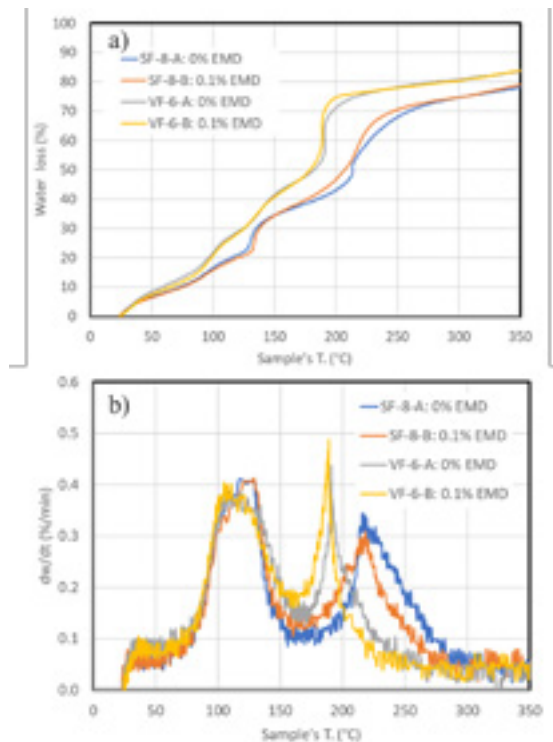 a)
SF-8-A: 0% EMD
SF-8-B: 0.1% EMD
VF-6-A: 0% EMD
VF-6-B: 0.1% EMD
100
90
80
70
60
50
40
30
20
10
0
Water loss (%)
0 50 100 150 200 250 300 350
Sample's T. (°C)
b)
SF-8-A: 0% EMD
SF-8-B: 0.1% EMD
VF-6-A: 0% EMD
VF-6-B: 0.1% EMD
0.6
0.5
0.4
0.3
0.2
0.1
0.0
dw/dt (%/min)
0 50 100 150 200 250 300 350
Sample's T. (°C)